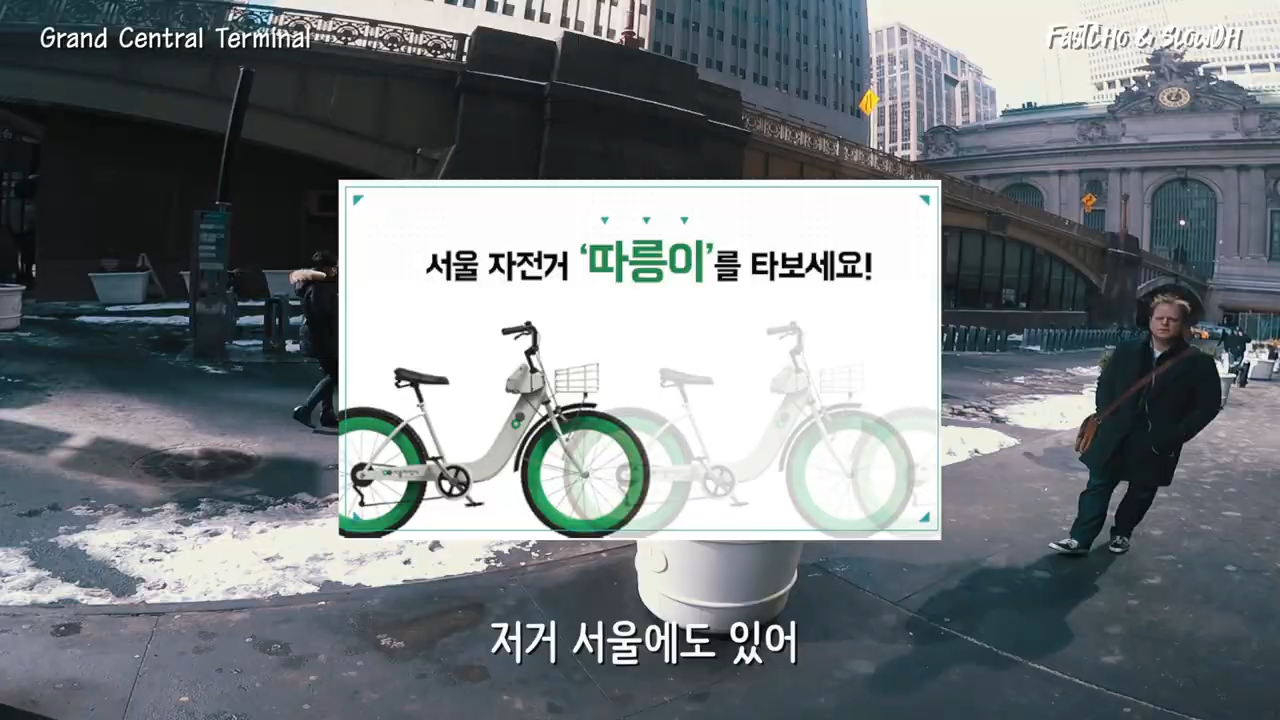 Grand Central Terminal
FasTCHo & sLowOH
서울 자전거 '따릉이'를 타보세요!
저거 서울에도 있어